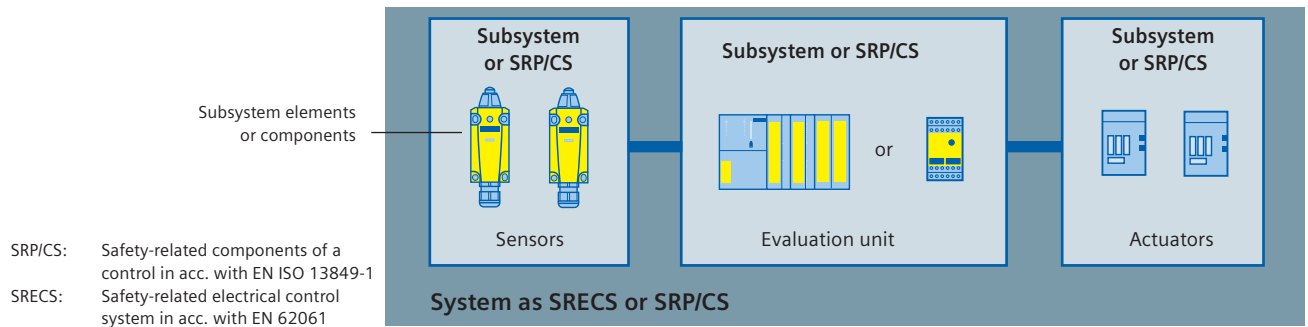 Subsystem
or SRP/CS
Subsystem or SRP/CS
Subsystem
or SRP/CS
Subsystem elements
or components
or
Sensors
Evaluation unit
Actuators
SRP/CS: Safety-related components of a
control in acc. with EN ISO 13849-1
SRECS: Safety-related electrical control
system in acc. with EN 62061
System as SRECS or SRP/CS